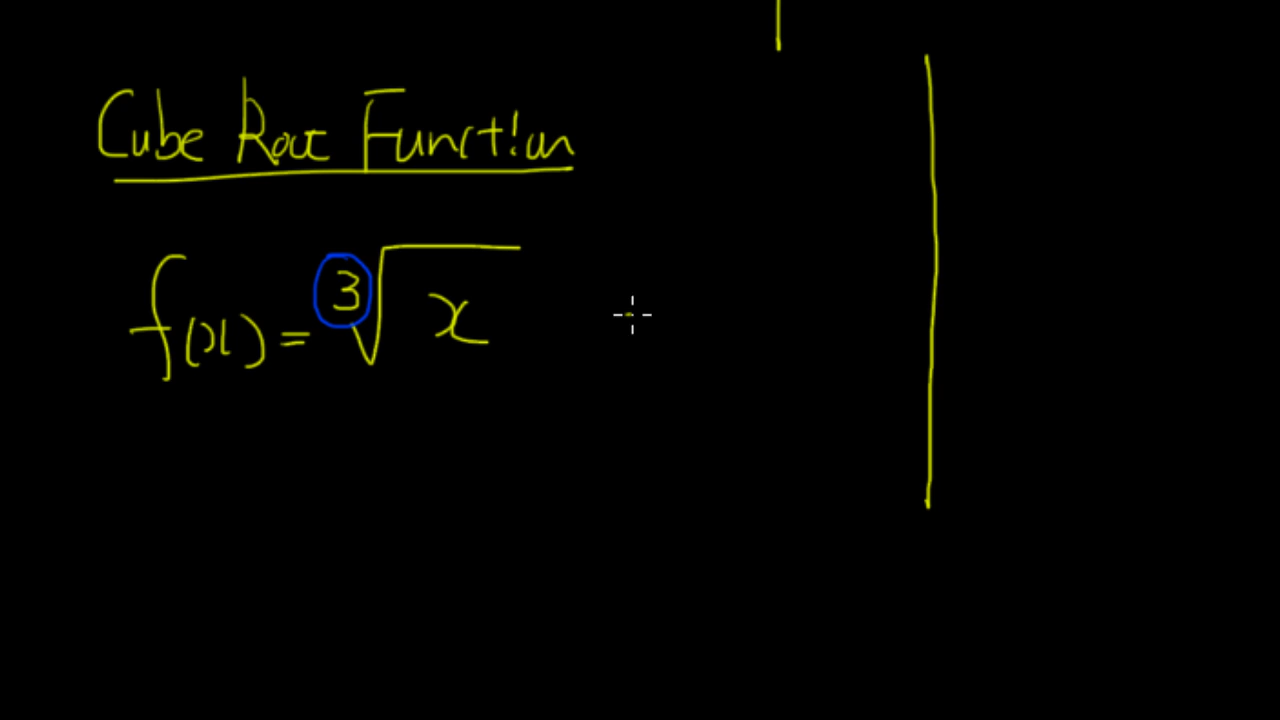 Cube Root Function
f(x) = ∛x